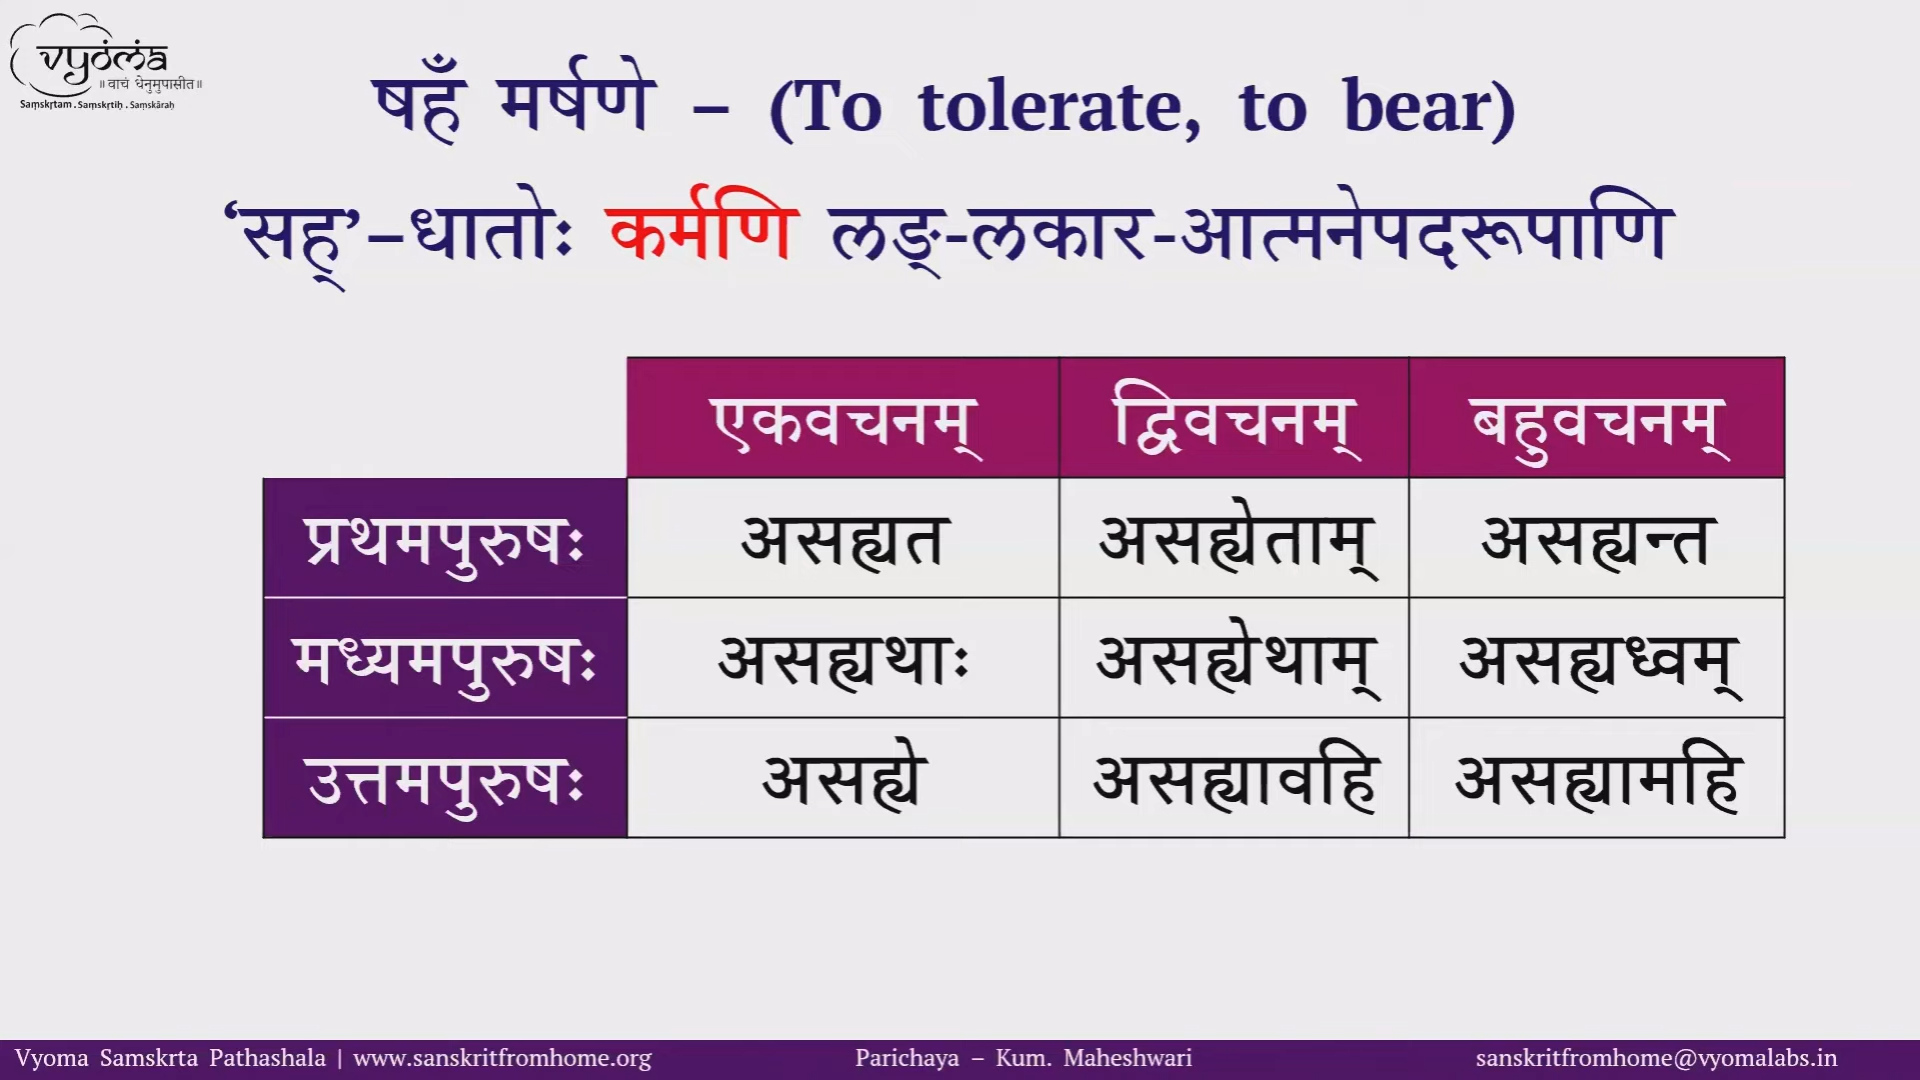 vyoma
॥वाचं धेनुमुपासीत॥
Saṃskṛtam . Saṃskṛtiḥ . Saṃskāraḥ
षहँ मर्षणे – (To tolerate, to bear)
‘सह्’–धातोः कर्मणि लङ्-लकार-आत्मनेपदरूपाणि
एकवचनम् द्विवचनम् बहुवचनम्
प्रथमपुरुषः असह्यत असह्येताम् असह्यन्त
मध्यमपुरुषः असह्यथाः असह्येथाम् असह्यध्वम्
उत्तमपुरुषः असह्ये असह्यावहि असह्यामहि
Vyoma Samskrta Pathashala | www.sanskritfromhome.org Parichaya – Kum. Maheshwari sanskritfromhome@vyomalabs.in